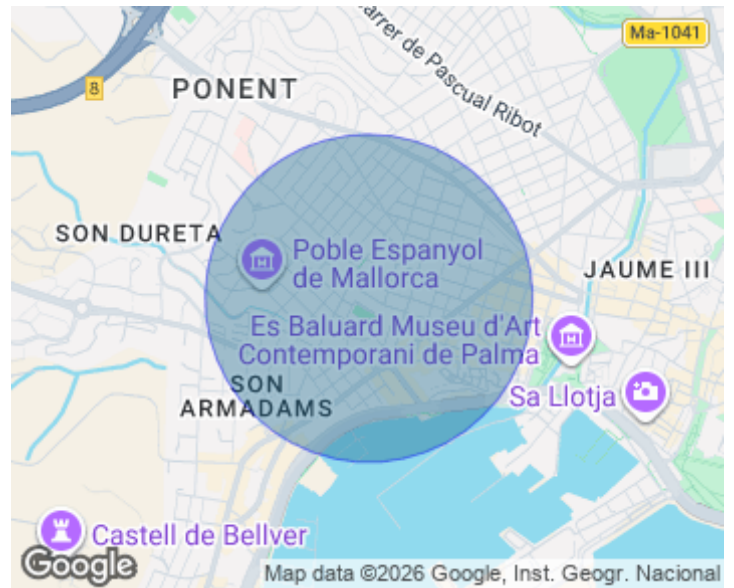 arrer de Pascual Ribot
Ma-1041
8
PONENT
SON DURETA
Poble Espanyol
de Mallorca
JAUME III
Es Baluard Museu d'Art
Contemporani de Palma
SON
ARMADAMS
Sa Llotja
Castell de Bellver
Google
Map data ©2026 Google, Inst. Geogr. Nacional